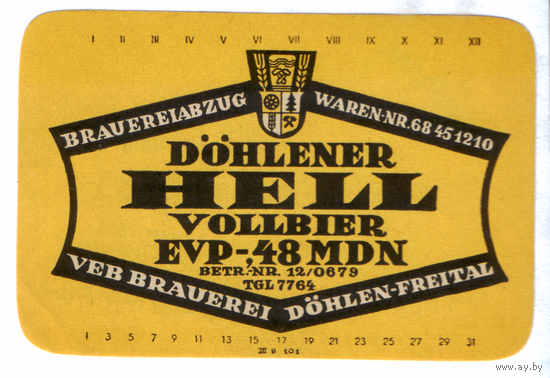 I II III IV V VI VII VIII IX X XI XII
BRAUEREIABZUG WAREN-NR. 68 45 1210
DÖHLENER
HELL
VOLLBIER
EVP -,48 MDN
BETR.-NR. 12/0679
TGL 7764
VEB BRAUEREI DÖHLEN-FREITAL
1 3 5 7 9 11 13 15 17 19 21 23 25 27 29 31
III 9 101
www.ay.by